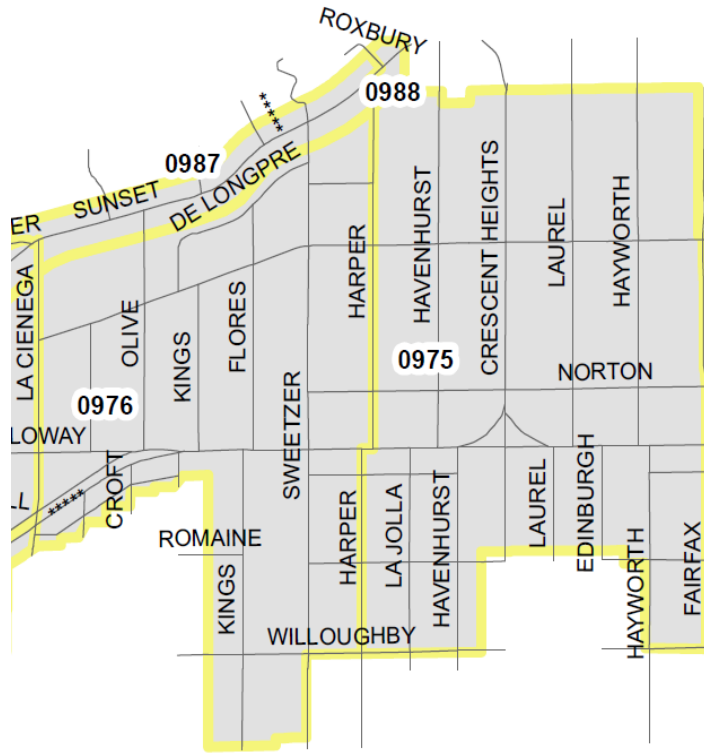 ROXBURY
0988
*****
0987
SUNSET
DE LONGPRE
ER
LA CIENEGA
OLIVE
KINGS
FLORES
HARPER
HAVENHURST
CRESCENT HEIGHTS
LAUREL
HAYWORTH
0975
NORTON
0976
LOWAY
SWEETZER
CROFT
*****
LL
ROMAINE
KINGS
HARPER
LA JOLLA
HAVENHURST
LAUREL
EDINBURGH
HAYWORTH
FAIRFAX
WILLOUGHBY